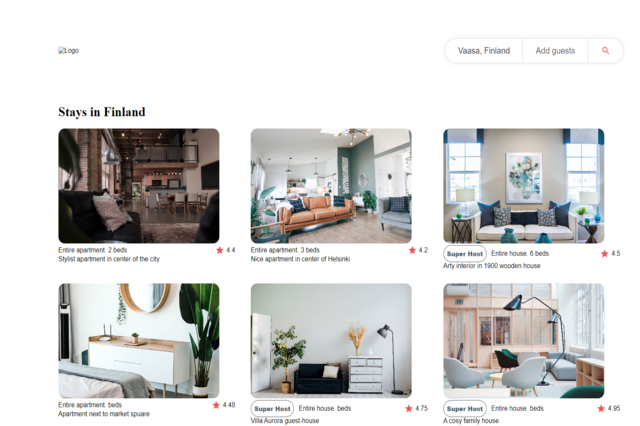 Logo
Vaasa, Finland
Add guests
Stays in Finland
Entire apartment. 2 beds
4.4
Stylist apartment in center of the city
Entire apartment. 3 beds
4.2
Nice apartment in center of Helsinki
Super Host
Entire house. 6 beds
4.5
Arty interior in 1900 wooden house
Entire apartment. beds
4.48
Apartment next to market spuare
Super Host
Entire house. beds
4.75
Villa Aurora guest-house
Super Host
Entire house. beds
4.95
A cosy family house